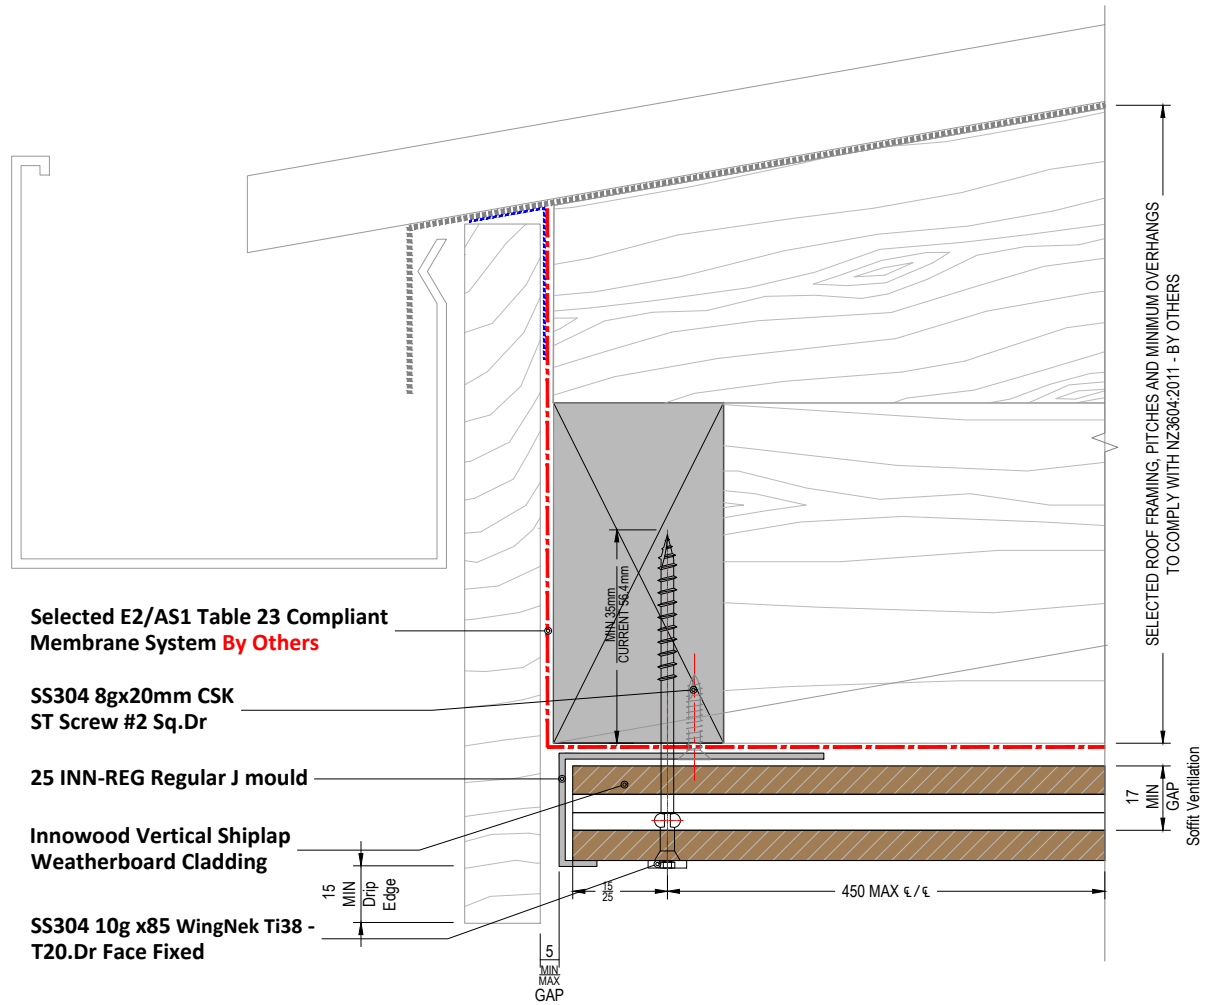 Selected E2/AS1 Table 23 Compliant
Membrane System By Others
SS304 8gx20mm CSK
ST Screw #2 Sq.Dr
25 INN-REG Regular J mould
Innowood Vertical Shiplap
Weatherboard Cladding
SS304 10g x85 WingNek Ti38 -
T20.Dr Face Fixed
15
MIN
Drip
Edge
5
MIN
MAX
GAP
15
25
450 MAX ℄/℄
MIN 35mm
CURRENT 56.4mm
SELECTED ROOF FRAMING, PITCHES AND MINIMUM OVERHANGS
TO COMPLY WITH NZ3604:2011 - BY OTHERS
17
MIN
GAP
Soffit Ventilation